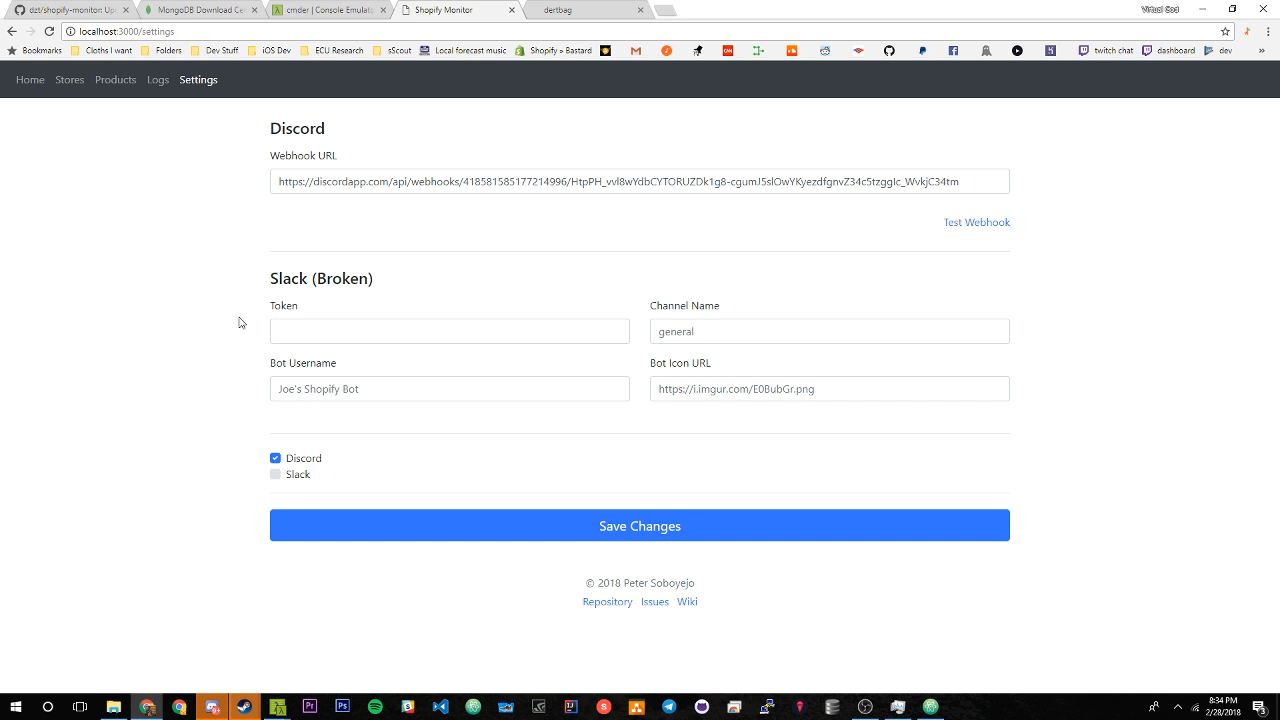 dzt/shopify-monitor: Upd
MongoDB Download Ce
cmder | Console Emulat
Shopify Monitor
dertbag
Virtual God
localhost:3000/settings
Bookmarks Cloths I want Folders Dev Stuff iOS Dev ECU Research sScout Local forecast music Shopify » Bastard twitch chat dashboard dev
Home Stores Products Logs Settings
Discord
Webhook URL
https://discordapp.com/api/webhooks/418581585177214996/HtpPH_vvl8wYdbCYTORUZDk1g8-cgumJ5slOwYKyezdfgnvZ34c5tzgglc_WvkjC34tm
Test Webhook
Slack (Broken)
Token
Channel Name
general
Bot Username
Bot Icon URL
Joe's Shopify Bot
https://i.imgur.com/E0BubGr.png
Discord
Slack
Save Changes
© 2018 Peter Soboyejo
Repository Issues Wiki
8:34 PM
2/28/2018